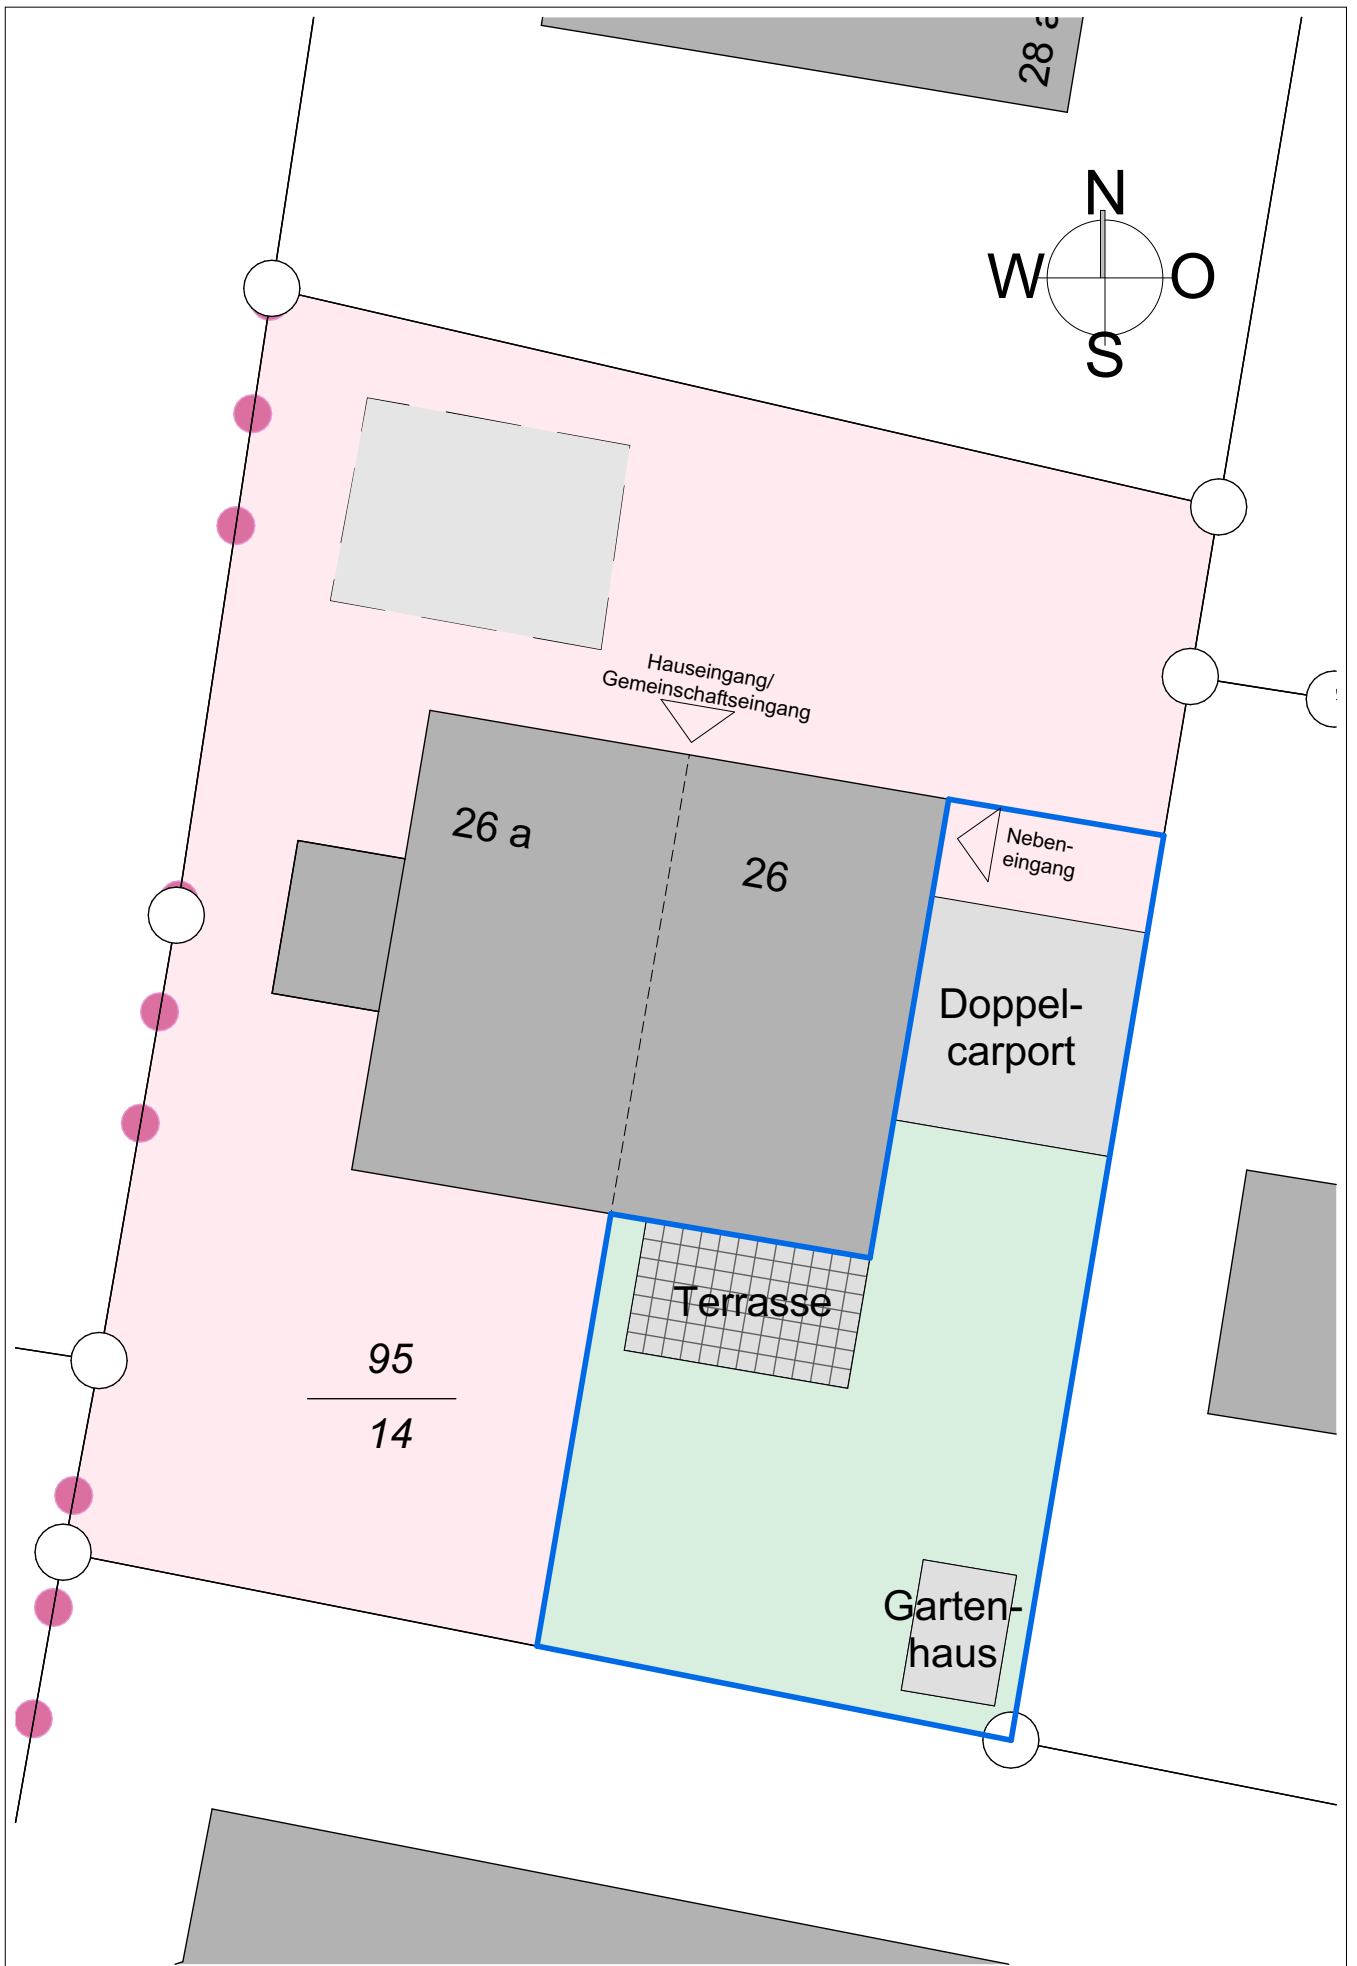 28 a
N
W O
S
Hauseingang/
Gemeinschaftseingang
26 a
26
Neben-
eingang
Doppel-
carport
Terrasse
95
14
Garten-
haus